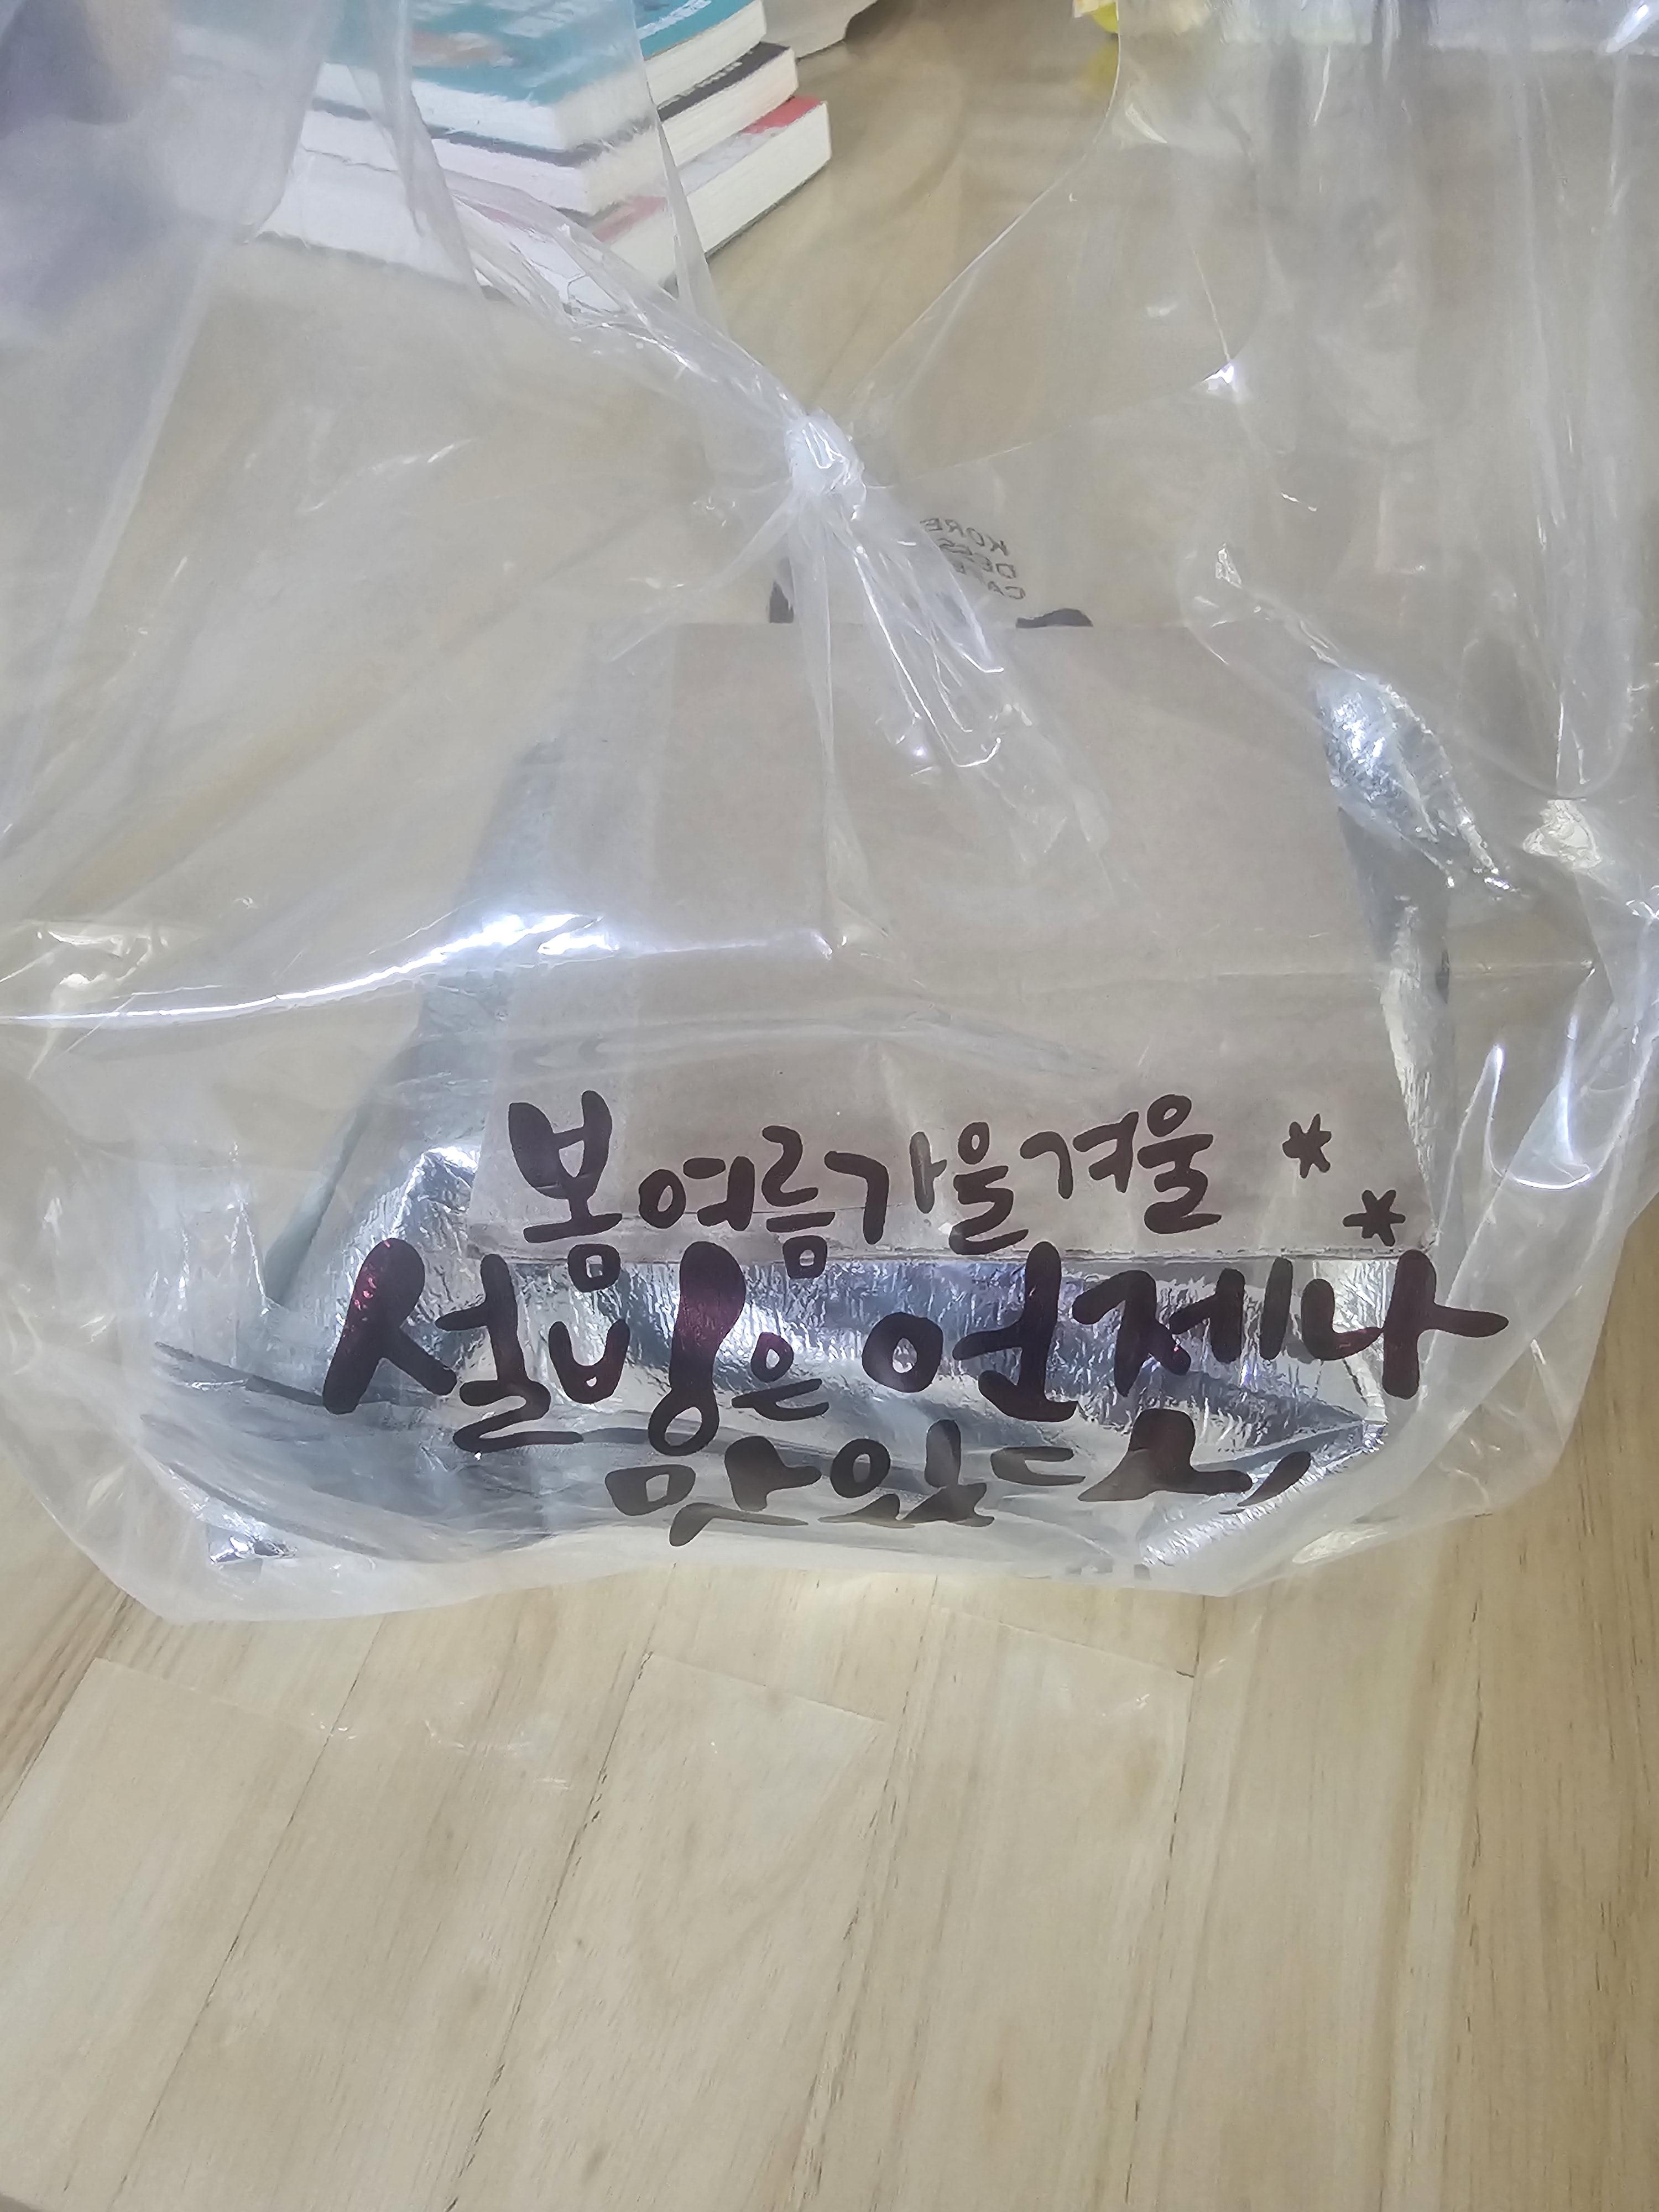 봄여름가을겨울
설빙은 언제나
맛있다,